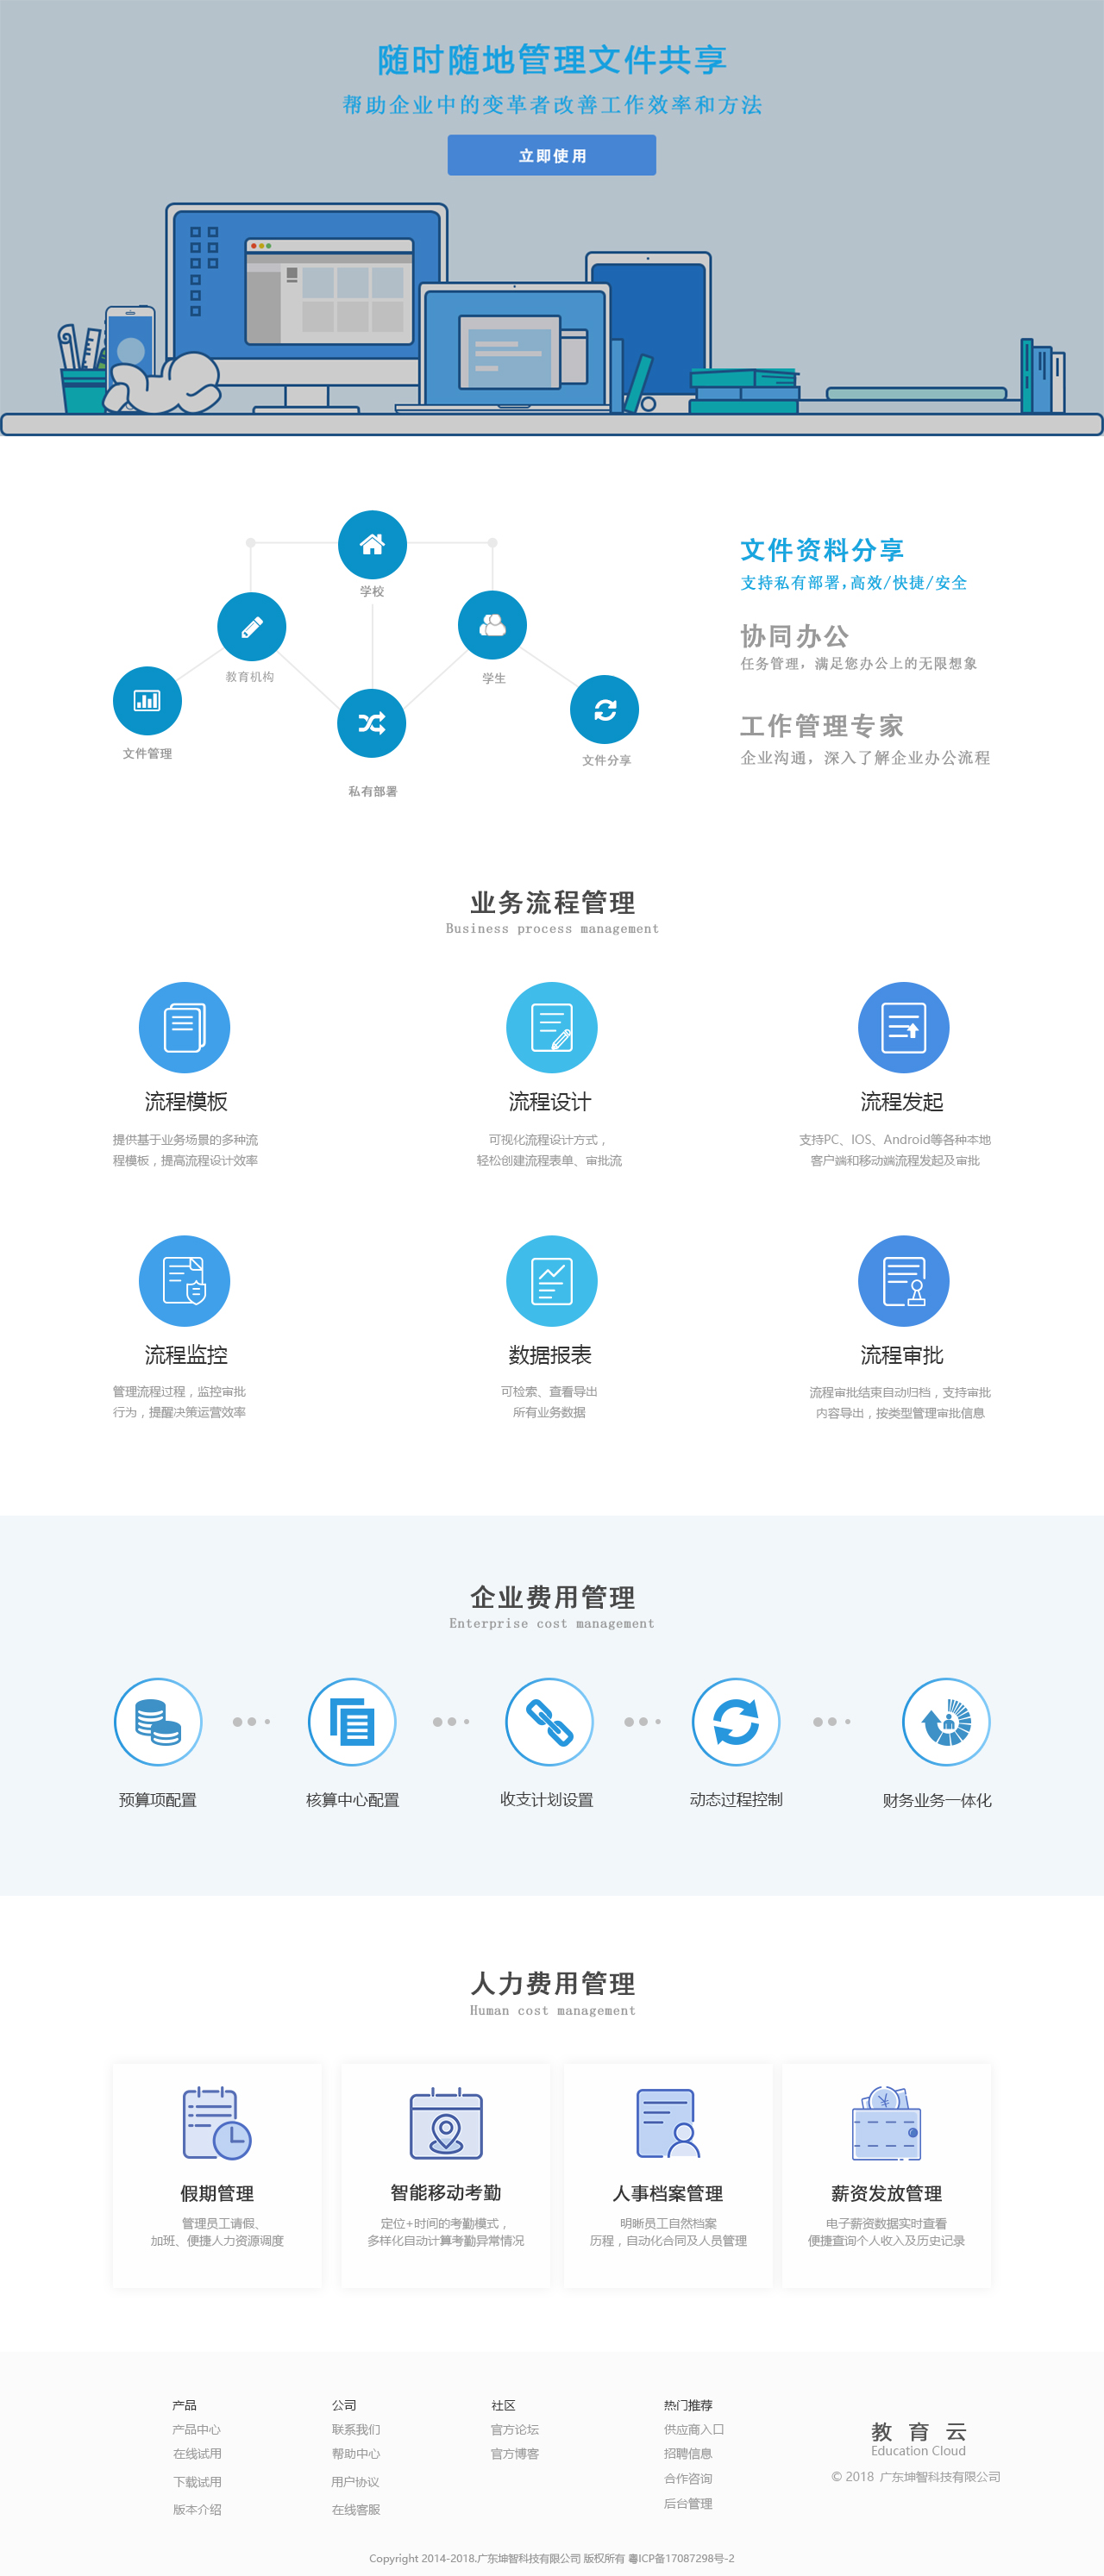 随时随地管理文件共享
帮助企业中的变革者改善工作效率和方法
立即使用
学校
教育机构
学生
文件管理
文件分享
私有部署
文件资料分享
支持私有部署,高效/快捷/安全
协同办公
任务管理，满足您办公上的无限想象
工作管理专家
企业沟通，深入了解企业办公流程
业务流程管理
Business process management
流程模板
提供基于业务场景的多种流
程模板，提高流程设计效率
流程设计
可视化流程设计方式，
轻松创建流程表单、审批流
流程发起
支持PC、IOS、Android等各种本地
客户端和移动端流程发起及审批
流程监控
管理流程过程，监控审批
行为，提醒决策运营效率
数据报表
可检索、查看导出
所有业务数据
流程审批
流程审批结束自动归档，支持审批
内容导出，按类型管理审批信息
企业费用管理
Enterprise cost management
预算项配置
核算中心配置
收支计划设置
动态过程控制
财务业务一体化
人力费用管理
Human cost management
假期管理
管理员工请假、
加班、便捷人力资源调度
智能移动考勤
定位+时间的考勤模式，
多样化自动计算考勤异常情况
人事档案管理
明晰员工自然档案
历程，自动化合同及人员管理
薪资发放管理
电子薪资数据实时查看
便捷查询个人收入及历史记录
产品
产品中心
在线试用
下载试用
版本介绍
公司
联系我们
帮助中心
用户协议
在线客服
社区
官方论坛
官方博客
热门推荐
供应商入口
招聘信息
合作咨询
后台管理
教育云
Education Cloud
© 2018 广东坤智科技有限公司
Copyright 2014-2018.广东坤智科技有限公司 版权所有 粤ICP备17087298号-2